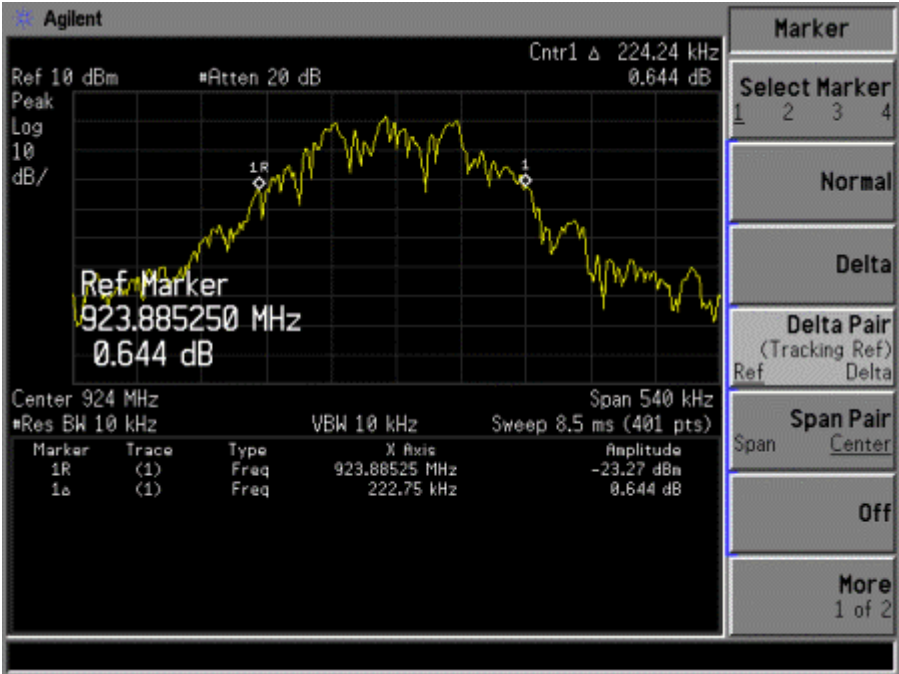 Agilent
Marker
Cntr1 Δ 224.24 kHz
Ref 10 dBm #Atten 20 dB 0.644 dB
Peak
Log
10
dB/
1R
1
Ref Marker
923.885250 MHz
0.644 dB
Center 924 MHz Span 540 kHz
#Res BW 10 kHz VBW 10 kHz Sweep 8.5 ms (401 pts)
Marker Trace Type X Axis Amplitude
1R (1) Freq 923.88525 MHz -23.27 dBm
1Δ (1) Freq 222.75 kHz 0.644 dB
Select Marker
1 2 3 4
Normal
Delta
Delta Pair
(Tracking Ref)
Ref Delta
Span Pair
Span Center
Off
More
1 of 2